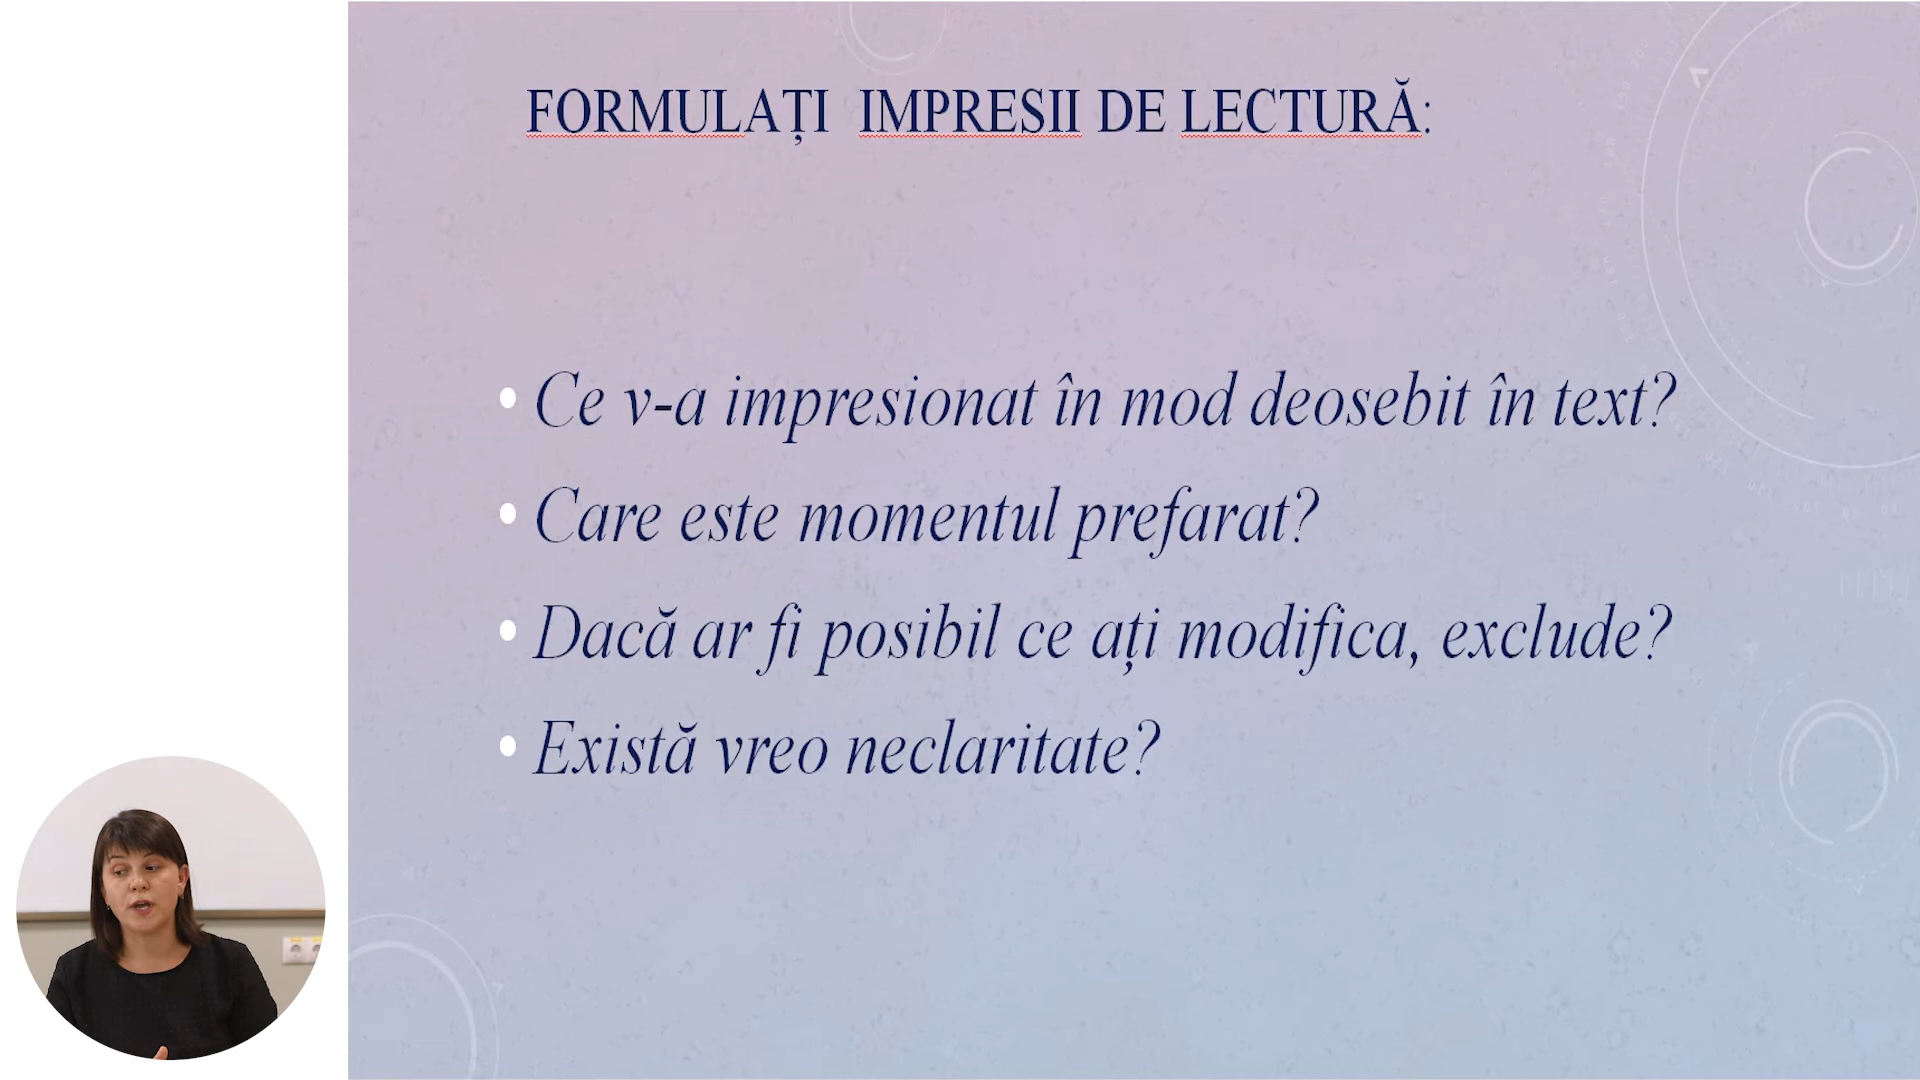 FORMULAȚI IMPRESII DE LECTURĂ:
• Ce v-a impresionat în mod deosebit în text?
• Care este momentul prefarat?
• Dacă ar fi posibil ce ați modifica, exclude?
• Există vreo neclaritate?